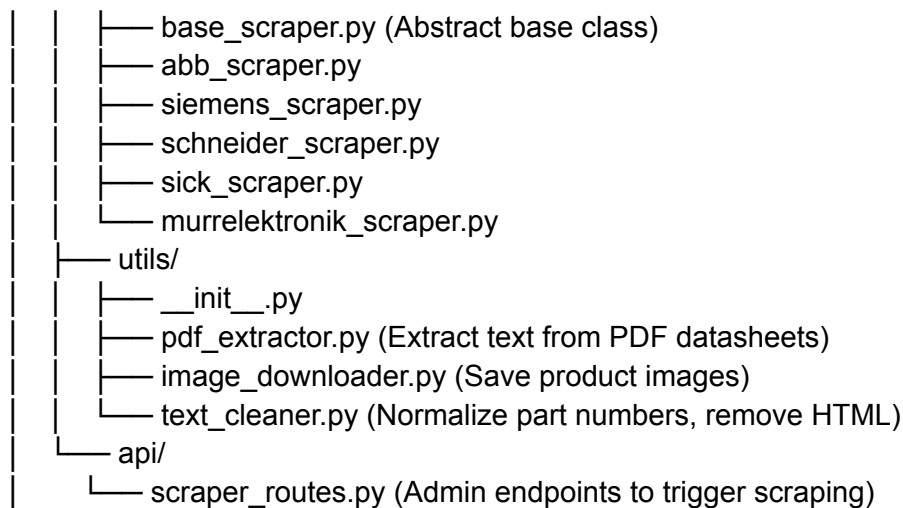 │   │   ├── base_scraper.py (Abstract base class)
│   │   ├── abb_scraper.py
│   │   ├── siemens_scraper.py
│   │   ├── schneider_scraper.py
│   │   ├── sick_scraper.py
│   │   └── murrelektronik_scraper.py
│   ├── utils/
│   │   ├── __init__.py
│   │   ├── pdf_extractor.py (Extract text from PDF datasheets)
│   │   ├── image_downloader.py (Save product images)
│   │   └── text_cleaner.py (Normalize part numbers, remove HTML)
│   └── api/
│       └── scraper_routes.py (Admin endpoints to trigger scraping)